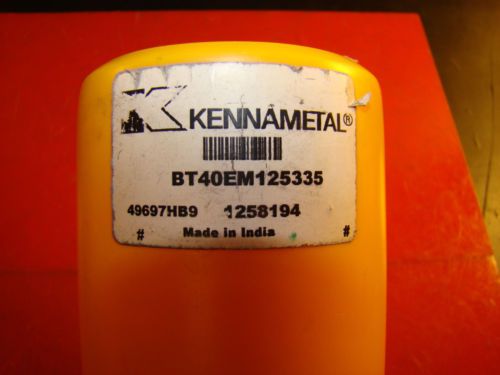 KENNAMETAL®
BT40EM125335
49697HB9 1258194
# Made in India #